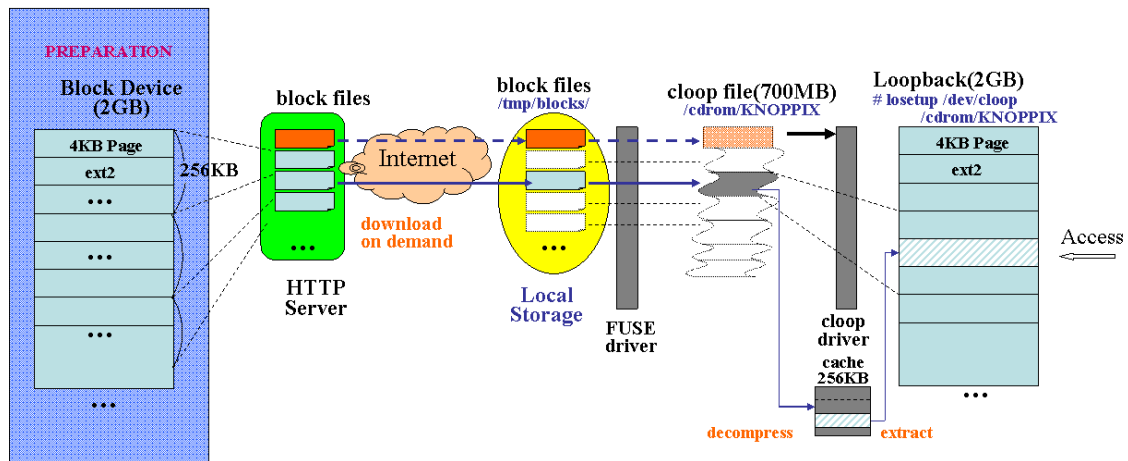 PREPARATION
Block Device
(2GB)
4KB Page
ext2
...
...
...
...
256KB
block files
...
HTTP
Server
Internet
download
on demand
block files
/tmp/blocks/
...
Local
Storage
FUSE
driver
cloop file(700MB)
/cdrom/KNOPPIX
cloop
driver
cache
256KB
decompress
extract
Loopback(2GB)
# losetup /dev/cloop
/cdrom/KNOPPIX
4KB Page
ext2
...
...
Access